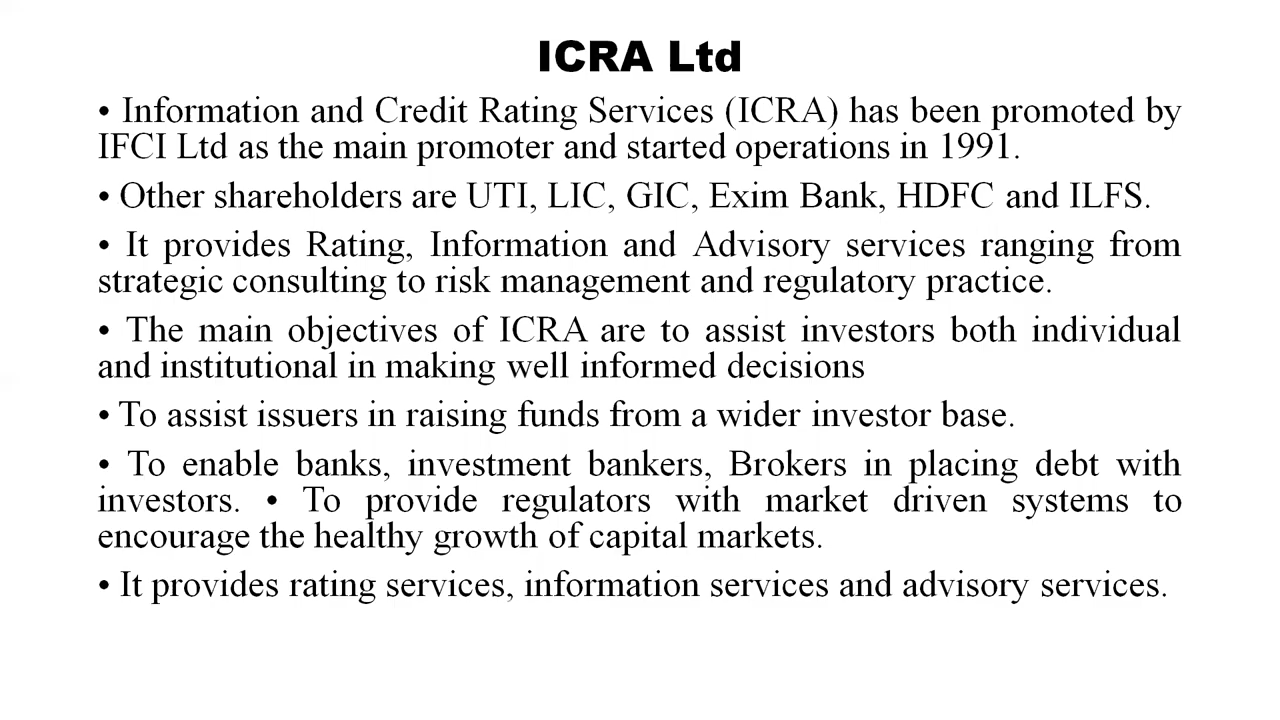 ICRA Ltd
• Information and Credit Rating Services (ICRA) has been promoted by
IFCI Ltd as the main promoter and started operations in 1991.
• Other shareholders are UTI, LIC, GIC, Exim Bank, HDFC and ILFS.
• It provides Rating, Information and Advisory services ranging from
strategic consulting to risk management and regulatory practice.
• The main objectives of ICRA are to assist investors both individual
and institutional in making well informed decisions
• To assist issuers in raising funds from a wider investor base.
• To enable banks, investment bankers, Brokers in placing debt with
investors. • To provide regulators with market driven systems to
encourage the healthy growth of capital markets.
• It provides rating services, information services and advisory services.